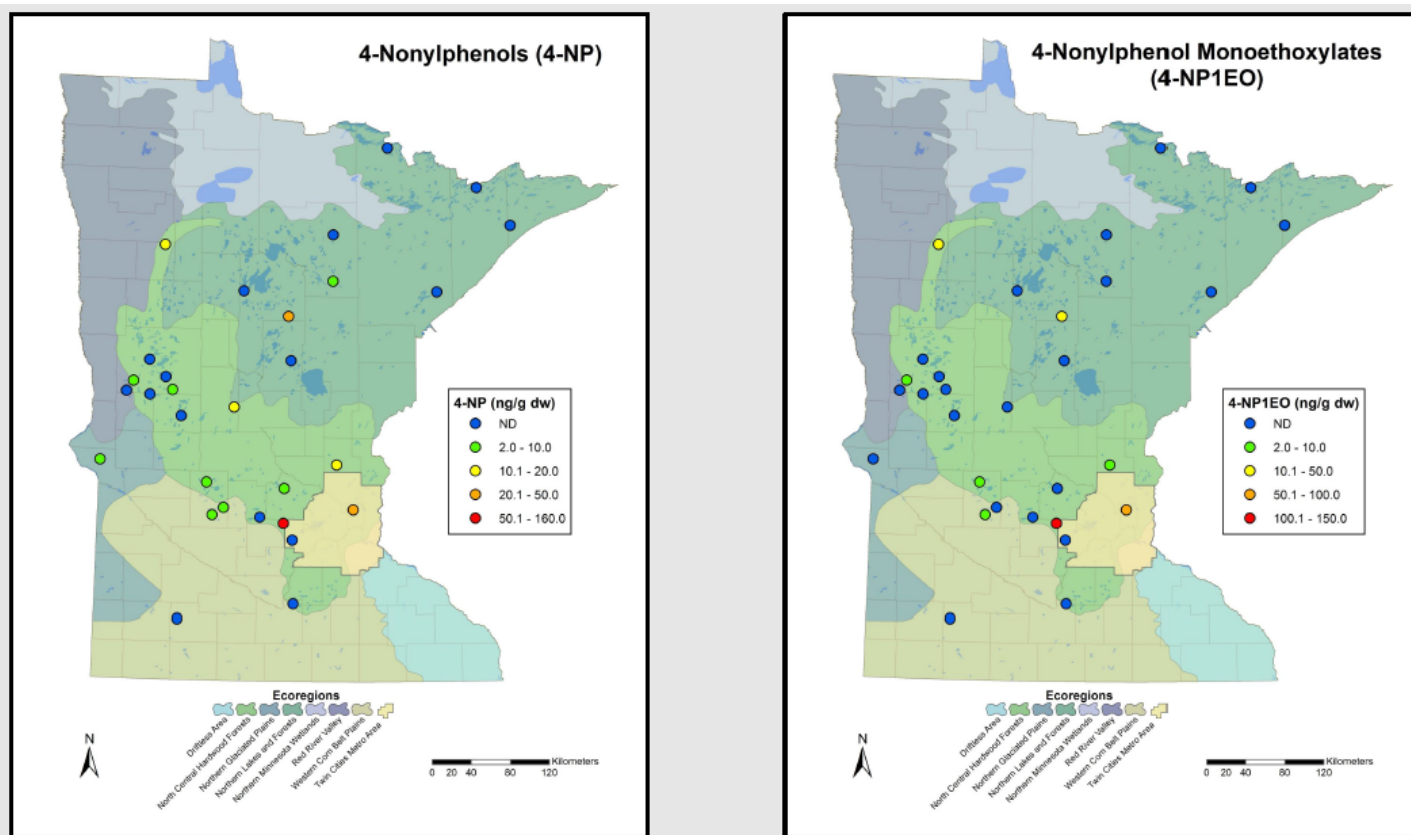 4-Nonylphenols (4-NP)
4-NP (ng/g dw)
ND
2.0 - 10.0
10.1 - 20.0
20.1 - 50.0
50.1 - 160.0
Ecoregions
Driftless Area
North Central Hardwood Forests
Northern Glaciated Plains
Northern Lakes and Forests
Northern Minnesota Wetlands
Red River Valley
Western Corn Belt Plains
Twin Cities Metro Area
N
Kilometers
0 20 40 80 120
4-Nonylphenol Monoethoxylates
(4-NP1EO)
4-NP1EO (ng/g dw)
ND
2.0 - 10.0
10.1 - 50.0
50.1 - 100.0
100.1 - 150.0
Ecoregions
Driftless Area
North Central Hardwood Forests
Northern Glaciated Plains
Northern Lakes and Forests
Northern Minnesota Wetlands
Red River Valley
Western Corn Belt Plains
Twin Cities Metro Area
N
Kilometers
0 20 40 80 120